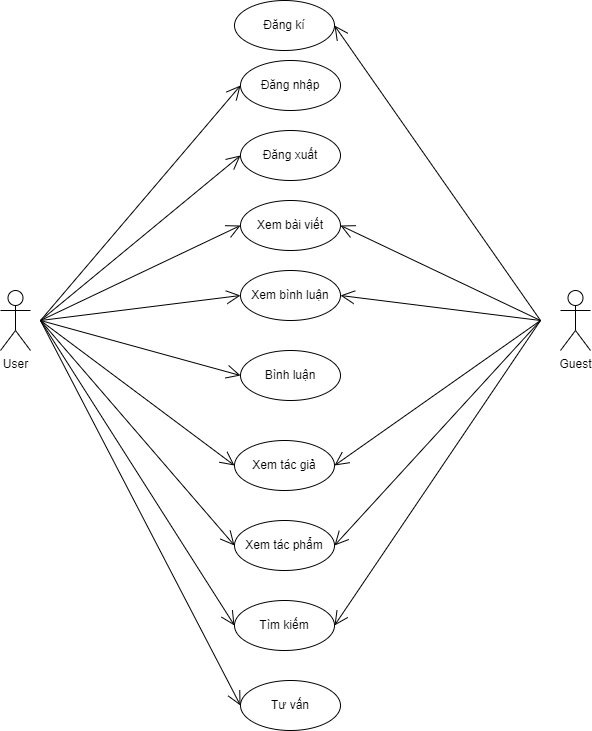 Đăng kí
Đăng nhập
Đăng xuất
Xem bài viết
Xem bình luận
User
Guest
Bình luận
Xem tác giả
Xem tác phẩm
Tìm kiếm
Tư vấn